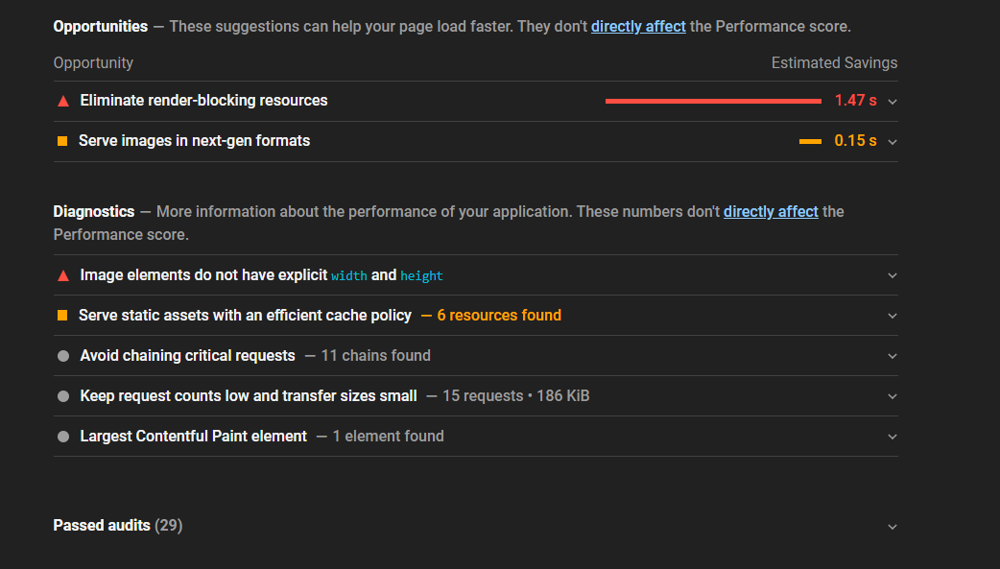 Opportunities — These suggestions can help your page load faster. They don't directly affect the Performance score.
Opportunity Estimated Savings
Eliminate render-blocking resources 1.47 s
Serve images in next-gen formats 0.15 s
Diagnostics — More information about the performance of your application. These numbers don't directly affect the
Performance score.
Image elements do not have explicit width and height
Serve static assets with an efficient cache policy — 6 resources found
Avoid chaining critical requests — 11 chains found
Keep request counts low and transfer sizes small — 15 requests • 186 KiB
Largest Contentful Paint element — 1 element found
Passed audits (29)